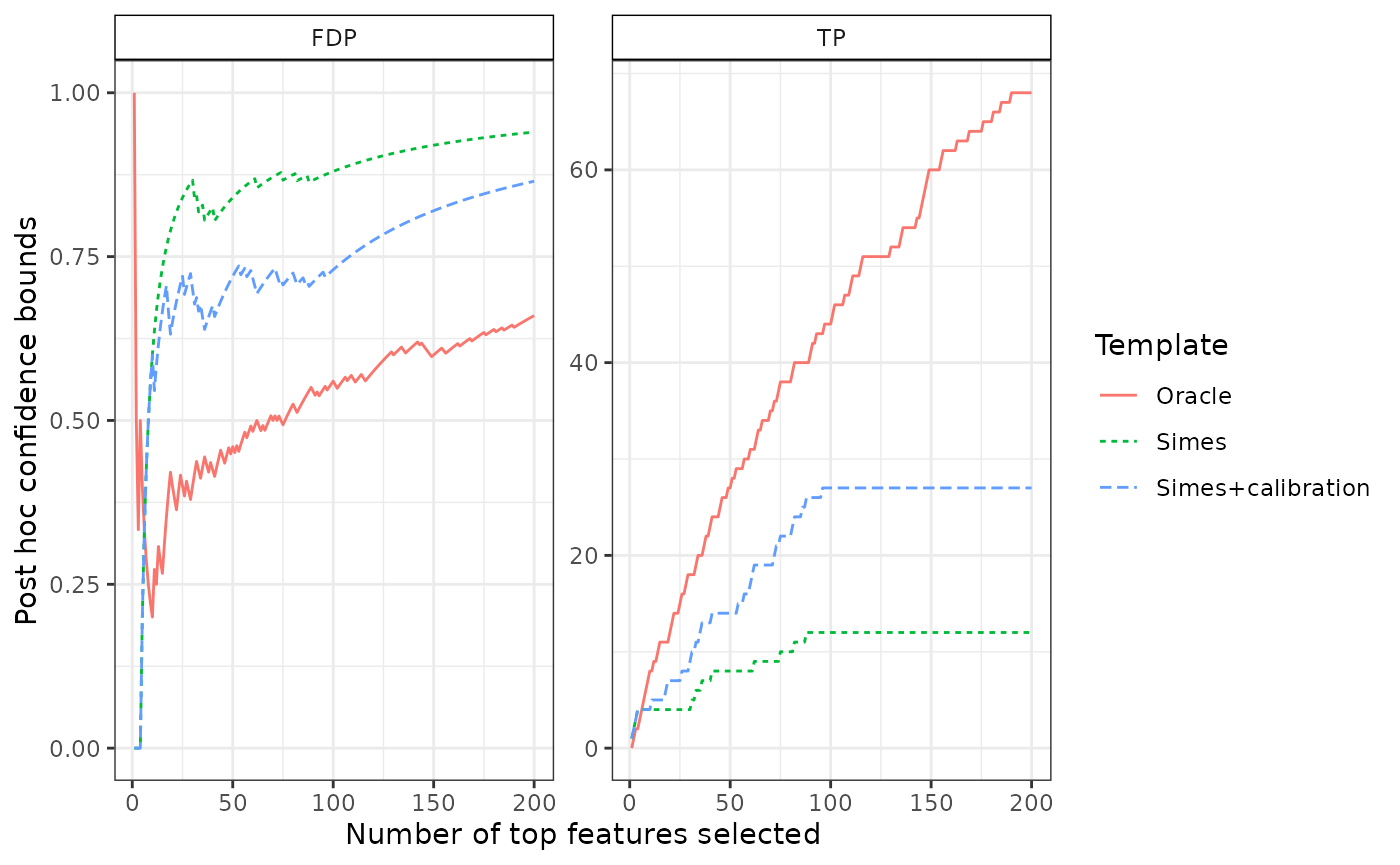 FDP
TP
Post hoc confidence bounds
1.00
0.75
0.50
0.25
0.00
60
40
20
0
0 50 100 150 200
0 50 100 150 200
Number of top features selected
Template
Oracle
Simes
Simes+calibration